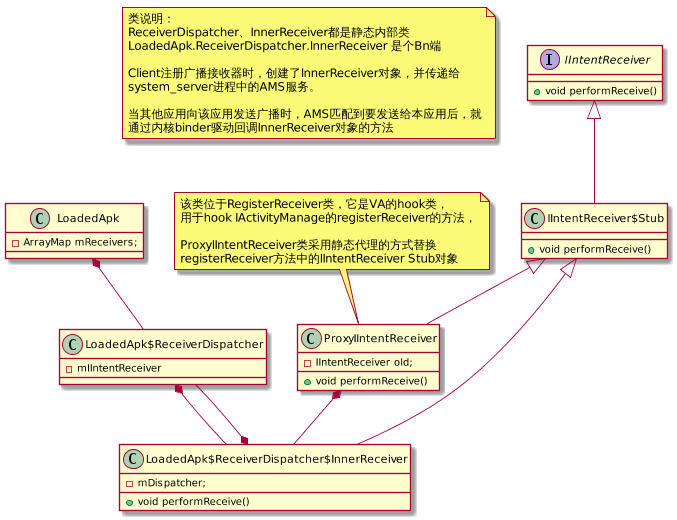 类说明：
ReceiverDispatcher、InnerReceiver都是静态内部类
LoadedApk.ReceiverDispatcher.InnerReceiver 是个Bn端
Client注册广播接收器时，创建了InnerReceiver对象，并传递给
system_server进程中的AMS服务。
当其他应用向该应用发送广播时，AMS匹配到要发送给本应用后，就
通过内核binder驱动回调InnerReceiver对象的方法
I IIntentReceiver
void performReceive()
该类位于RegisterReceiver类，它是VA的hook类，
用于hook IActivityManage的registerReceiver的方法，
ProxyIIntentReceiver类采用静态代理的方式替换
registerReceiver方法中的IIntentReceiver Stub对象
C LoadedApk
ArrayMap mReceivers;
C IIntentReceiver$Stub
void performReceive()
C LoadedApk$ReceiverDispatcher
mIIntentReceiver
C ProxyIIntentReceiver
IIntentReceiver old;
void performReceive()
C LoadedApk$ReceiverDispatcher$InnerReceiver
mDispatcher;
void performReceive()